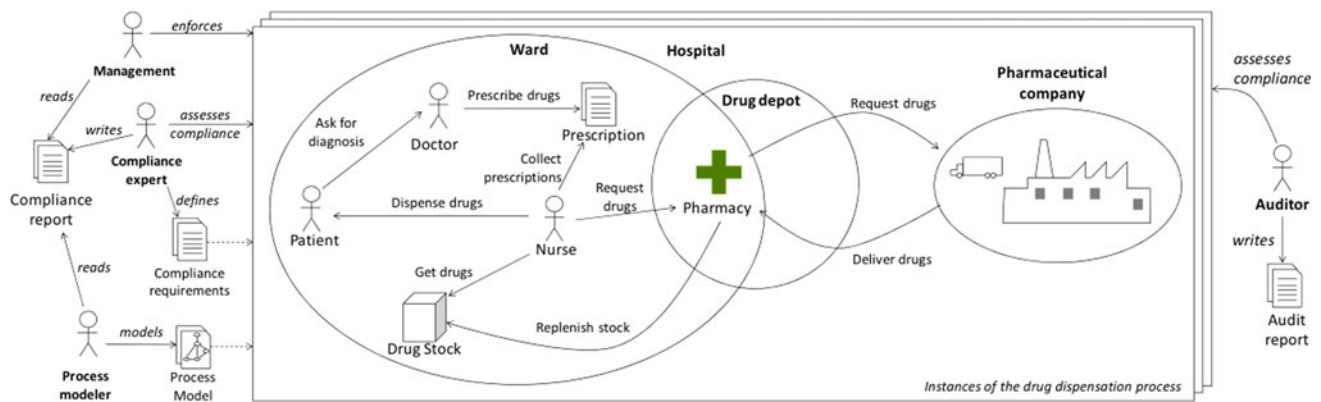 Management
enforces
reads
writes
assesses
compliance
Compliance
expert
Compliance
report
defines
Compliance
requirements
reads
models
Process
modeler
Process
Model
Ward
Hospital
Prescribe drugs
Ask for
diagnosis
Doctor
Prescription
Collect
prescriptions
Dispense drugs
Request
drugs
Patient
Nurse
Get drugs
Drug Stock
Replenish stock
Drug depot
Pharmacy
Request drugs
Deliver drugs
Pharmaceutical
company
Instances of the drug dispensation process
assesses
compliance
Auditor
writes
Audit
report